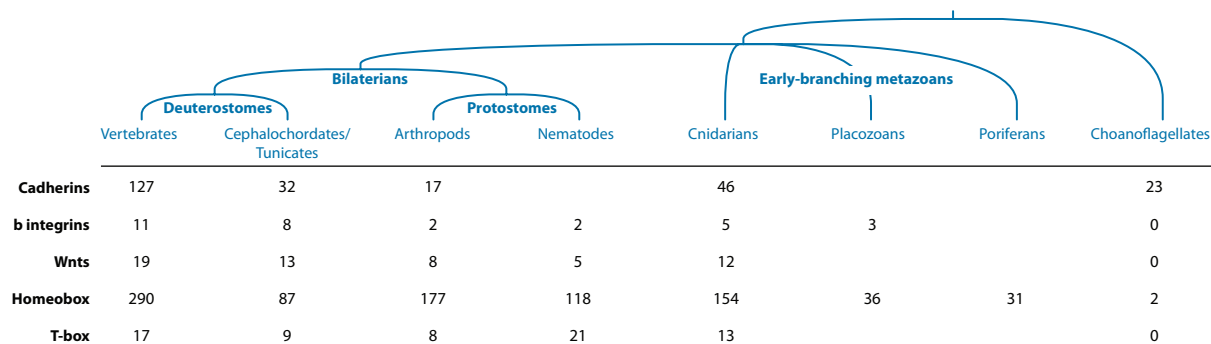 Bilaterians
Early-branching metazoans
Deuterostomes
Protostomes
Vertebrates Cephalochordates/ Arthropods Nematodes Cnidarians Placozoans Poriferans Choanoflagellates
Tunicates
Cadherins 127 32 17 46 23
b integrins 11 8 2 2 5 3 0
Wnts 19 13 8 5 12 0
Homeobox 290 87 177 118 154 36 31 2
T-box 17 9 8 21 13 0